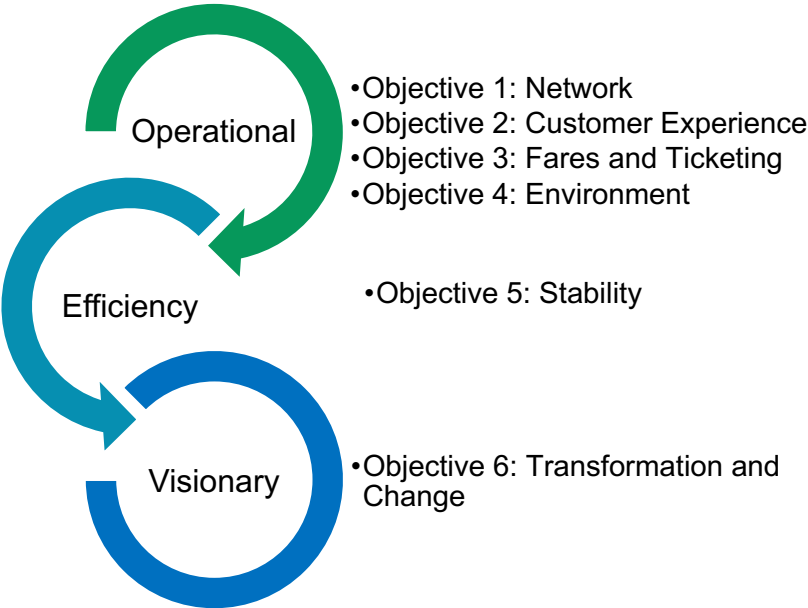 Operational
•Objective 1: Network
•Objective 2: Customer Experience
•Objective 3: Fares and Ticketing
•Objective 4: Environment
Efficiency
•Objective 5: Stability
Visionary
•Objective 6: Transformation and
Change